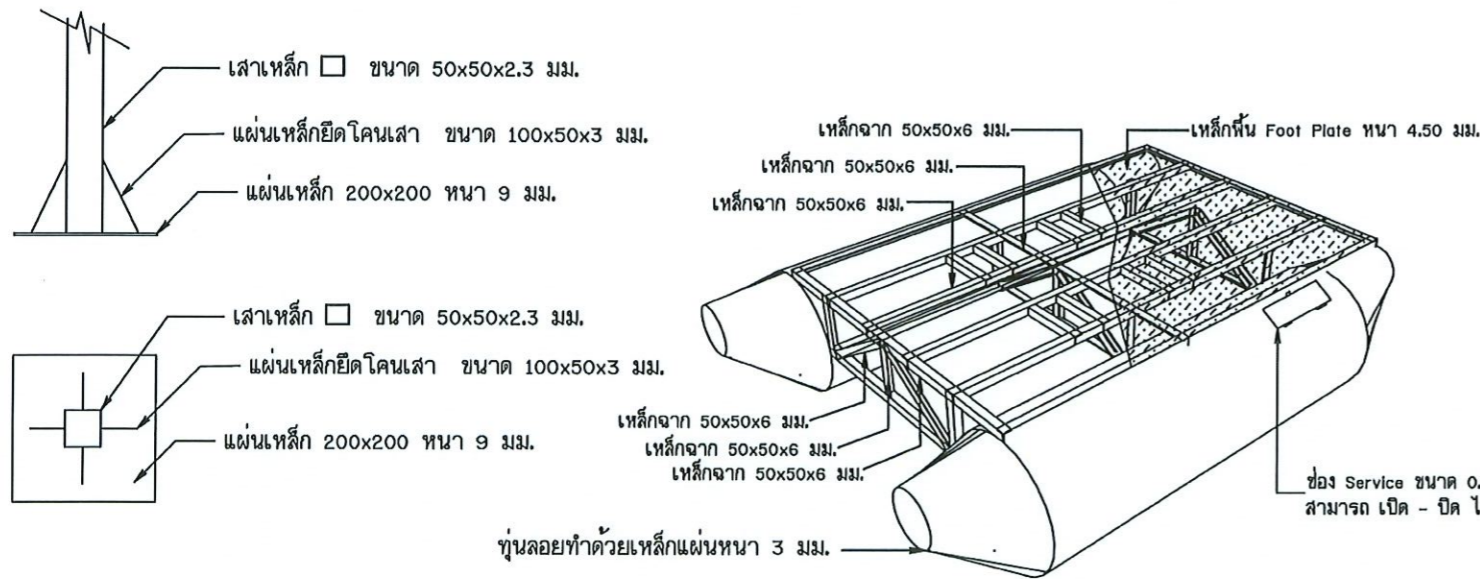 เสาเหล็ก ขนาด 50x50x2.3 มม.
แผ่นเหล็กยึดโคนเสา ขนาด 100x50x3 มม.
แผ่นเหล็ก 200x200 หนา 9 มม.
เสาเหล็ก ขนาด 50x50x2.3 มม.
แผ่นเหล็กยึดโคนเสา ขนาด 100x50x3 มม.
แผ่นเหล็ก 200x200 หนา 9 มม.
เหล็กฉาก 50x50x6 มม.
เหล็กพื้น Foot Plate หนา 4.50 มม.
เหล็กฉาก 50x50x6 มม.
เหล็กฉาก 50x50x6 มม.
เหล็กฉาก 50x50x6 มม.
เหล็กฉาก 50x50x6 มม.
เหล็กฉาก 50x50x6 มม.
ช่อง Service ขนาด 0.
สามารถ เปิด - ปิด ไ
ทุ่นลอยทำด้วยเหล็กแผ่นหนา 3 มม.